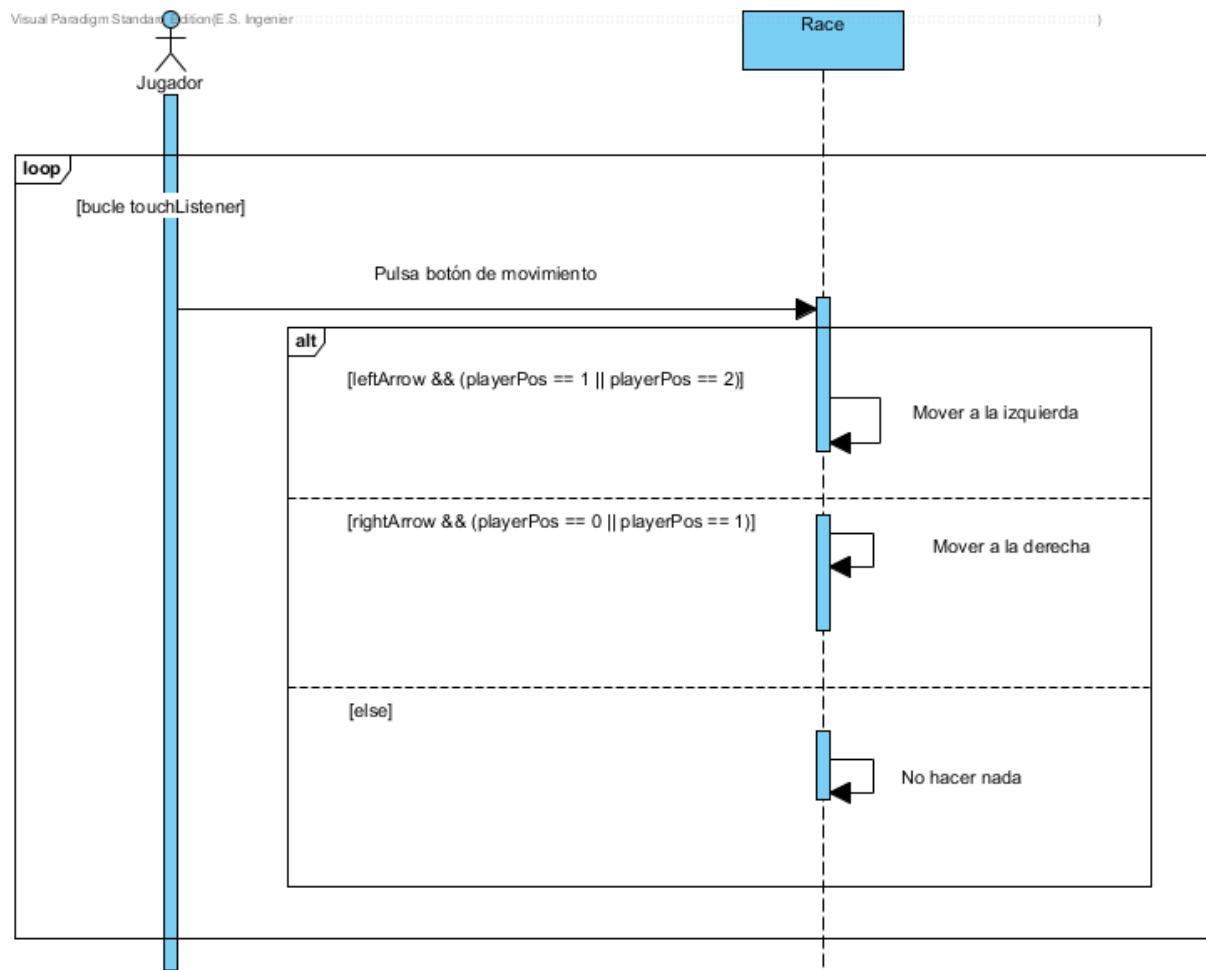 Visual Paradigm Standard Edition(E.S. Ingenier
)
Race
Jugador
loop
[bucle touchListener]
Pulsa botón de movimiento
alt
[leftArrow && (playerPos == 1 || playerPos == 2)]
Mover a la izquierda
[rightArrow && (playerPos == 0 || playerPos == 1)]
Mover a la derecha
[else]
No hacer nada